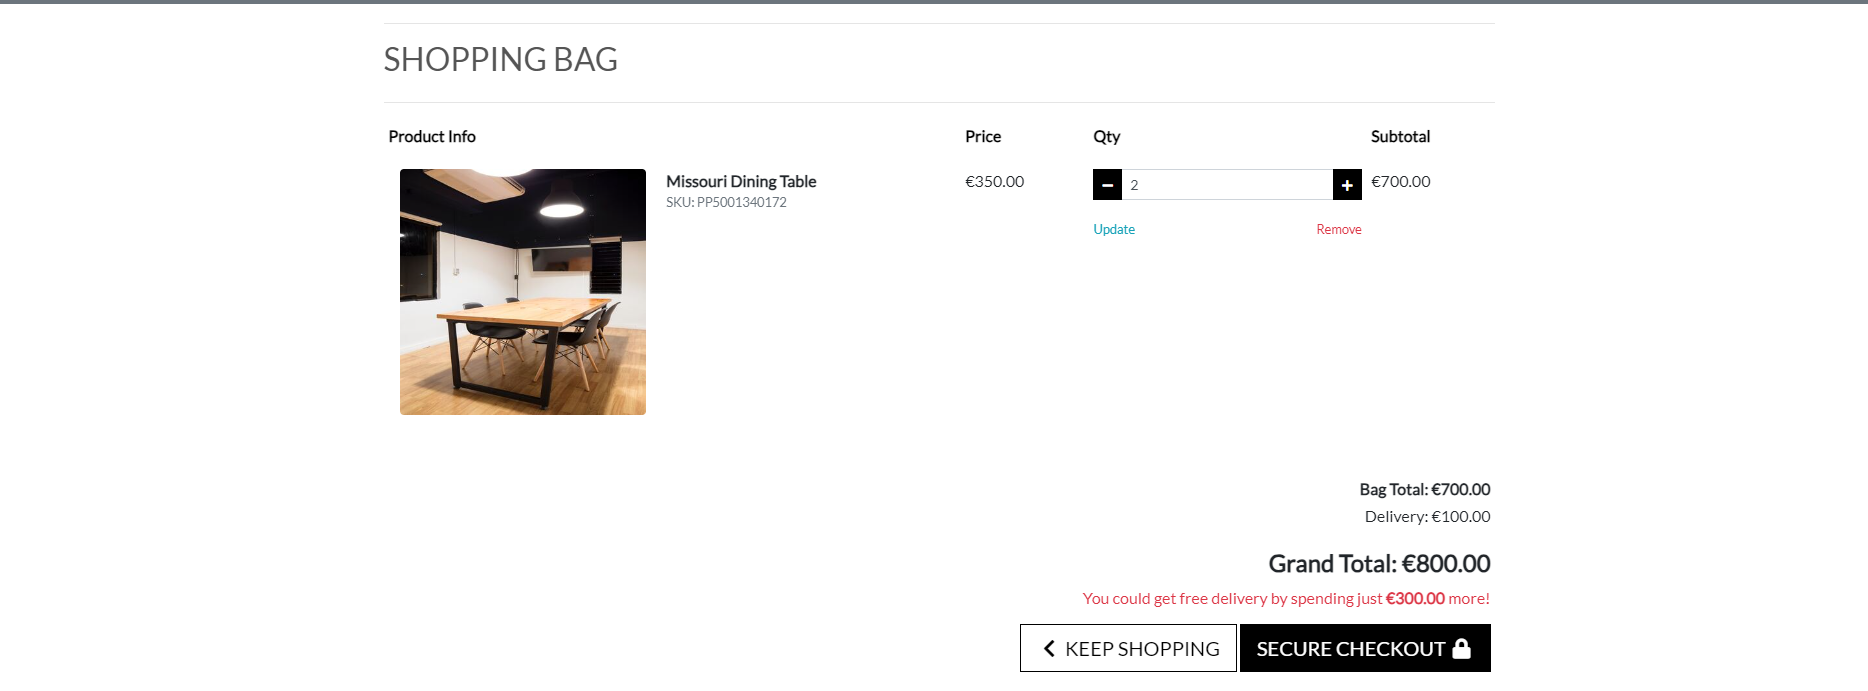 SHOPPING BAG
Product Info Price Qty Subtotal
Missouri Dining Table €350.00 2 €700.00
SKU: PP5001340172
Update Remove
Bag Total: €700.00
Delivery: €100.00
Grand Total: €800.00
You could get free delivery by spending just €300.00 more!
KEEP SHOPPING SECURE CHECKOUT